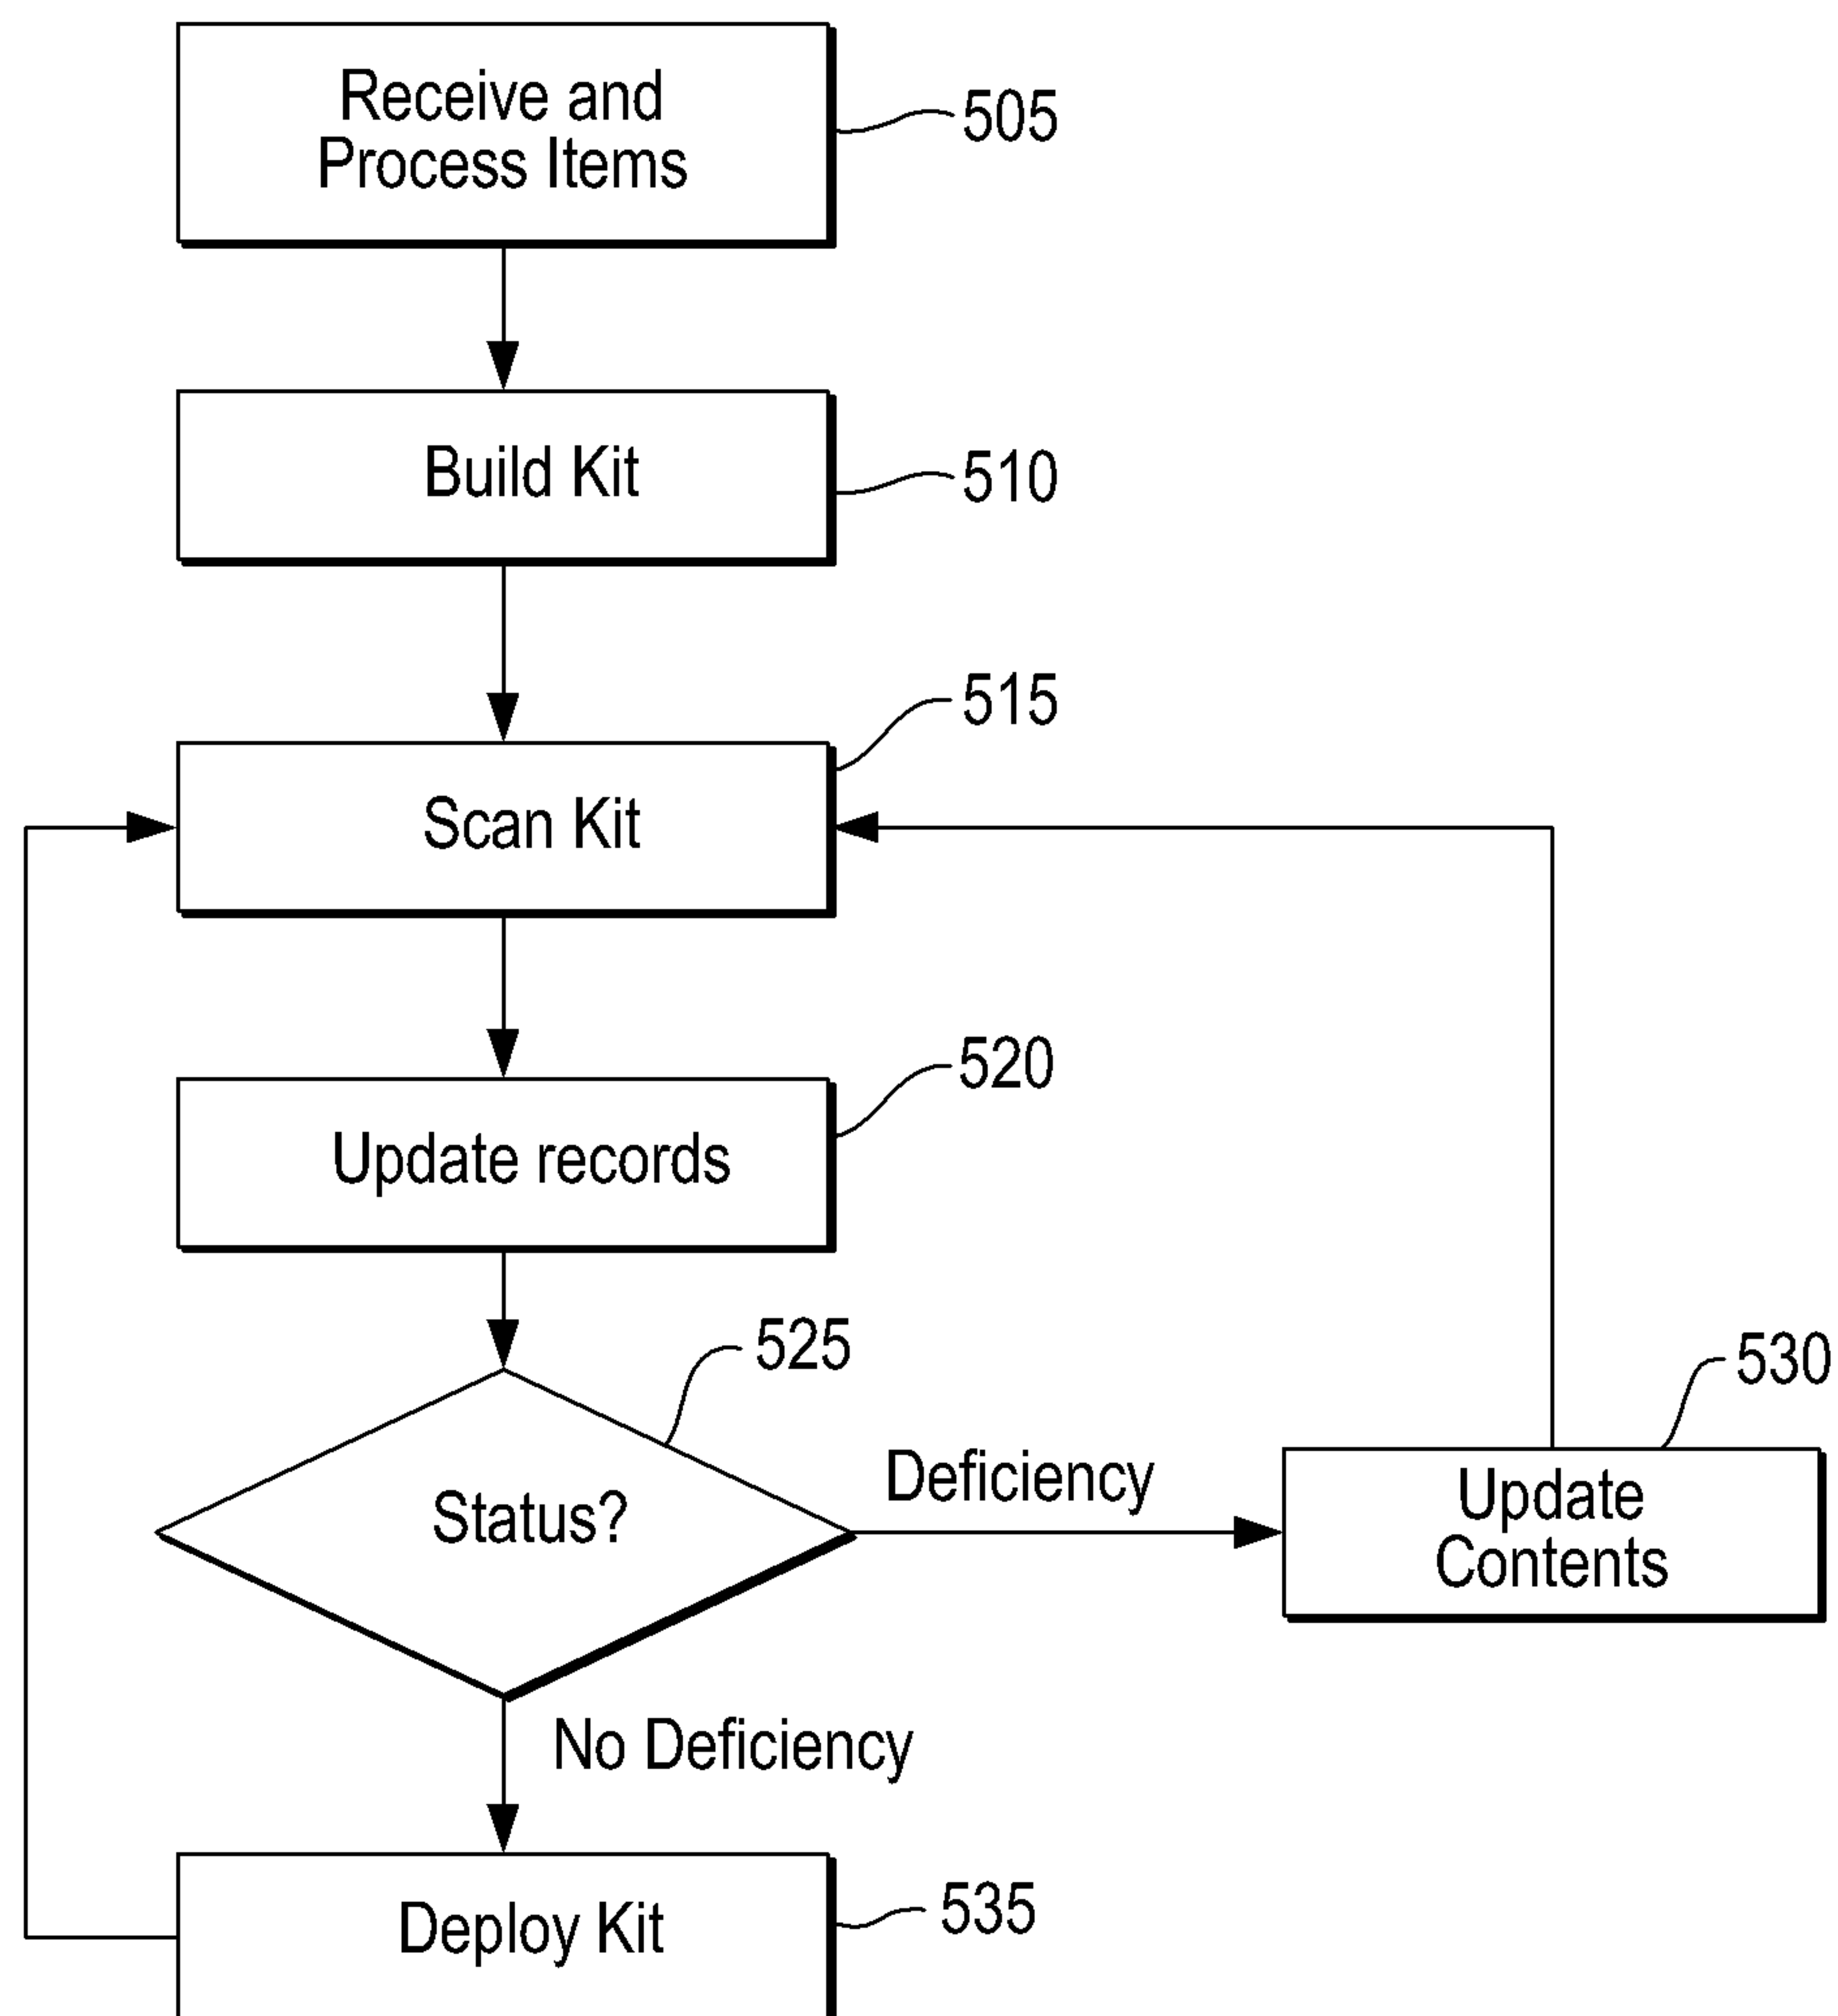 Receive and
Process Items
505
Build Kit
510
515
Scan Kit
520
Update records
525
Status?
Deficiency
530
Update
Contents
No Deficiency
Deploy Kit
535